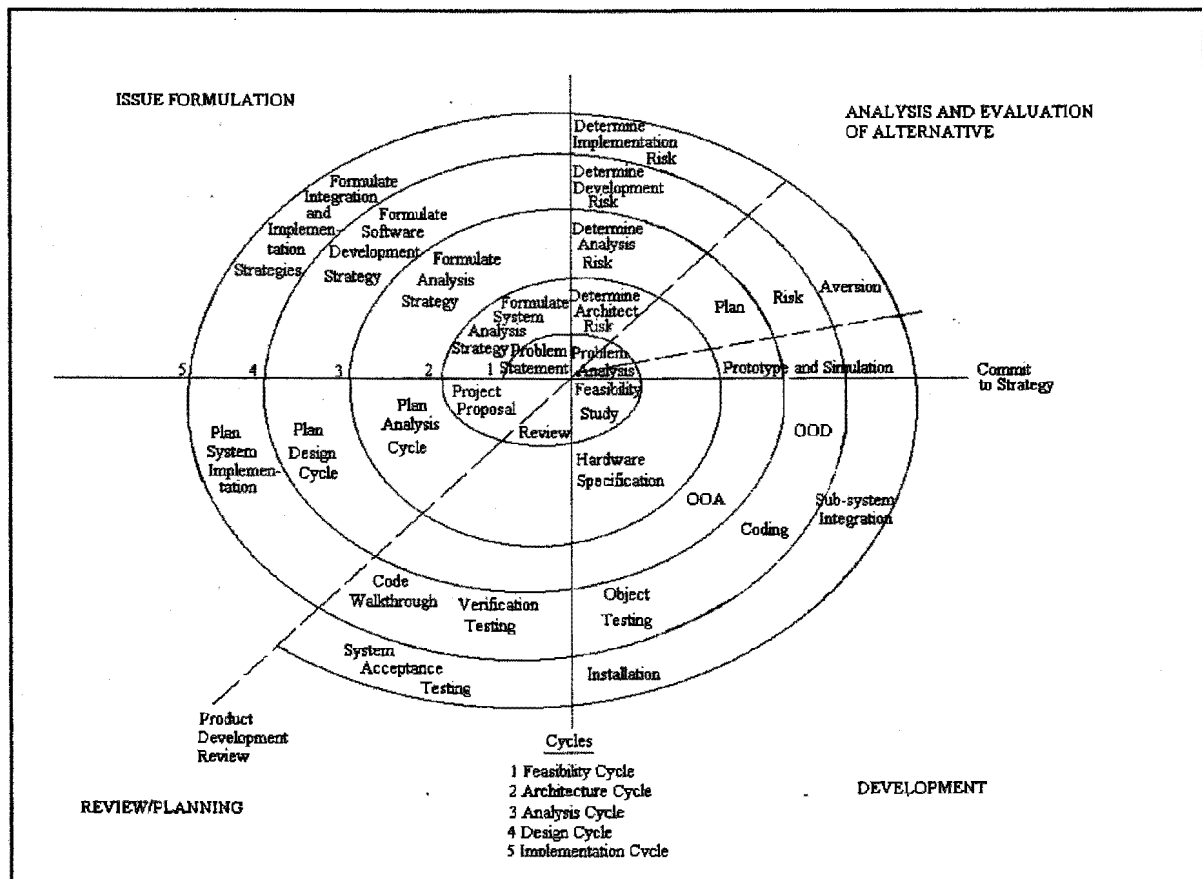 ISSUE FORMULATION
ANALYSIS AND EVALUATION
OF ALTERNATIVE
Determine
Implementation
Risk
Determine
Development
Risk
Determine
Analysis
Risk
Determine
Architect
Risk
Problem
Analysis
Formulate
Integration
and
Implemen-
tation
Strategies
Formulate
Software
Development
Strategy
Formulate
Analysis
Strategy
Formulate
System
Analysis
Strategy
Problem
Statement
Plan
Risk
Aversion
Prototype and Simulation
Commit
to Strategy
5
4
3
2
1
Feasibility
Study
Hardware
Specification
OOA
OOD
Coding
Sub-system
Integration
Object
Testing
Installation
Project
Proposal
Review
Plan
Analysis
Cycle
Plan
Design
Cycle
Plan
System
Implemen-
tation
Code
Walkthrough
Verification
Testing
System
Acceptance
Testing
Product
Development
Review
REVIEW/PLANNING
DEVELOPMENT
Cycles
1 Feasibility Cycle
2 Architecture Cycle
3 Analysis Cycle
4 Design Cycle
5 Implementation Cycle